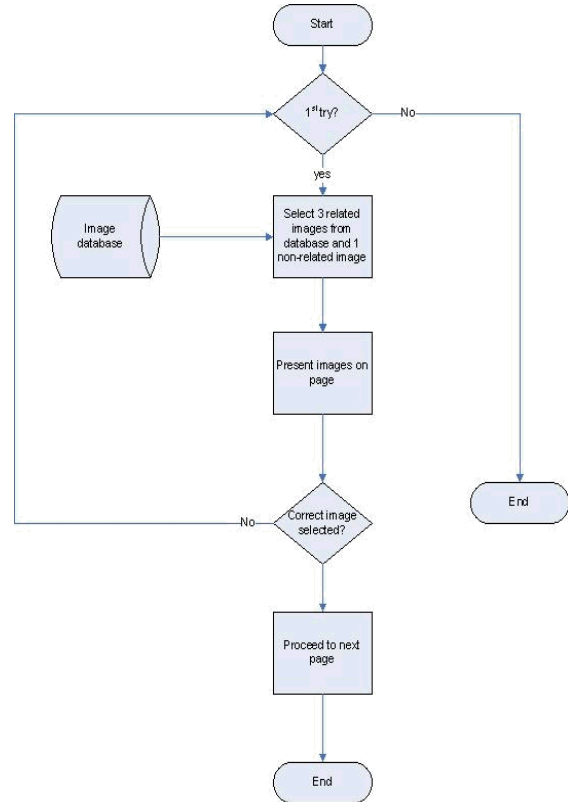 Start
1st try?
No
yes
Image
database
Select 3 related
images from
database and 1
non-related image
Present images on
page
Correct image
selected?
No
End
Proceed to next
page
End